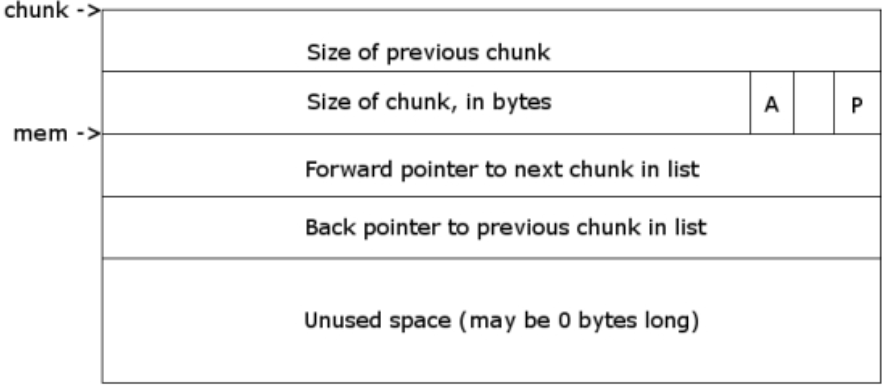 chunk ->
Size of previous chunk
Size of chunk, in bytes A P
mem ->
Forward pointer to next chunk in list
Back pointer to previous chunk in list
Unused space (may be 0 bytes long)